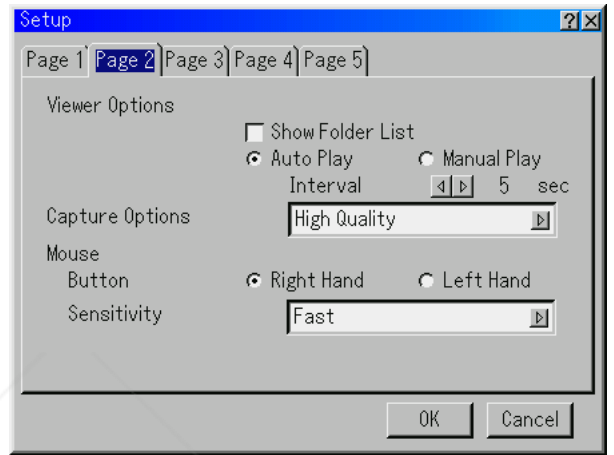 Setup
Page 1 Page 2 Page 3 Page 4 Page 5
Viewer Options
Show Folder List
Auto Play Manual Play
Interval 5 sec
Capture Options High Quality
Mouse
Button Right Hand Left Hand
Sensitivity Fast
OK Cancel